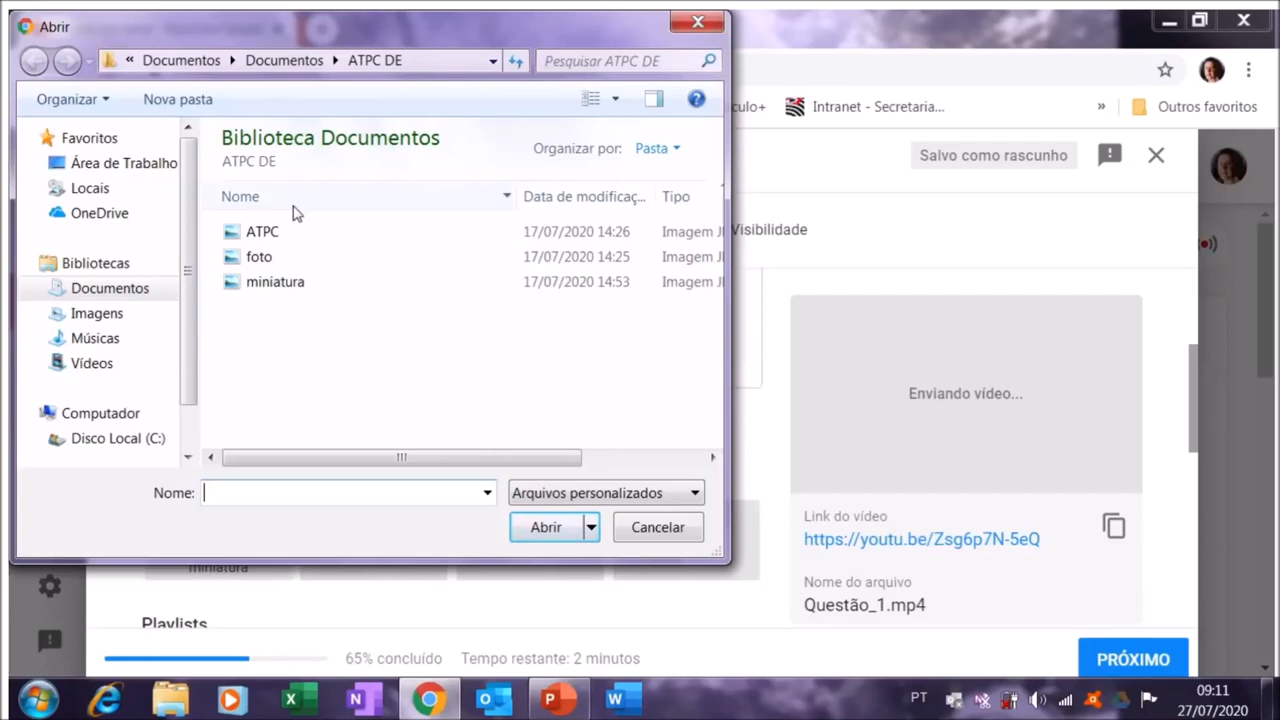 Abrir
« Documentos Documentos ATPC DE
Pesquisar ATPC DE
Organizar
Nova pasta
Favoritos
Área de Trabalho
Locais
OneDrive
Bibliotecas
Documentos
Imagens
Músicas
Vídeos
Computador
Disco Local (C:)
Biblioteca Documentos
ATPC DE
Organizar por: Pasta
Nome Data de modificaç... Tipo
ATPC 17/07/2020 14:26 Imagem J
foto 17/07/2020 14:25 Imagem J
miniatura 17/07/2020 14:53 Imagem J
Nome:
Arquivos personalizados
Abrir
Cancelar
culo+
Intranet - Secretaria...
»
Outros favoritos
Salvo como rascunho
Visibilidade
Enviando vídeo...
Link do vídeo
https://youtu.be/Zsg6p7N-5eQ
Nome do arquivo
Questão_1.mp4
miniatura
Playlists
65% concluído Tempo restante: 2 minutos
PRÓXIMO
PT
09:11
27/07/2020